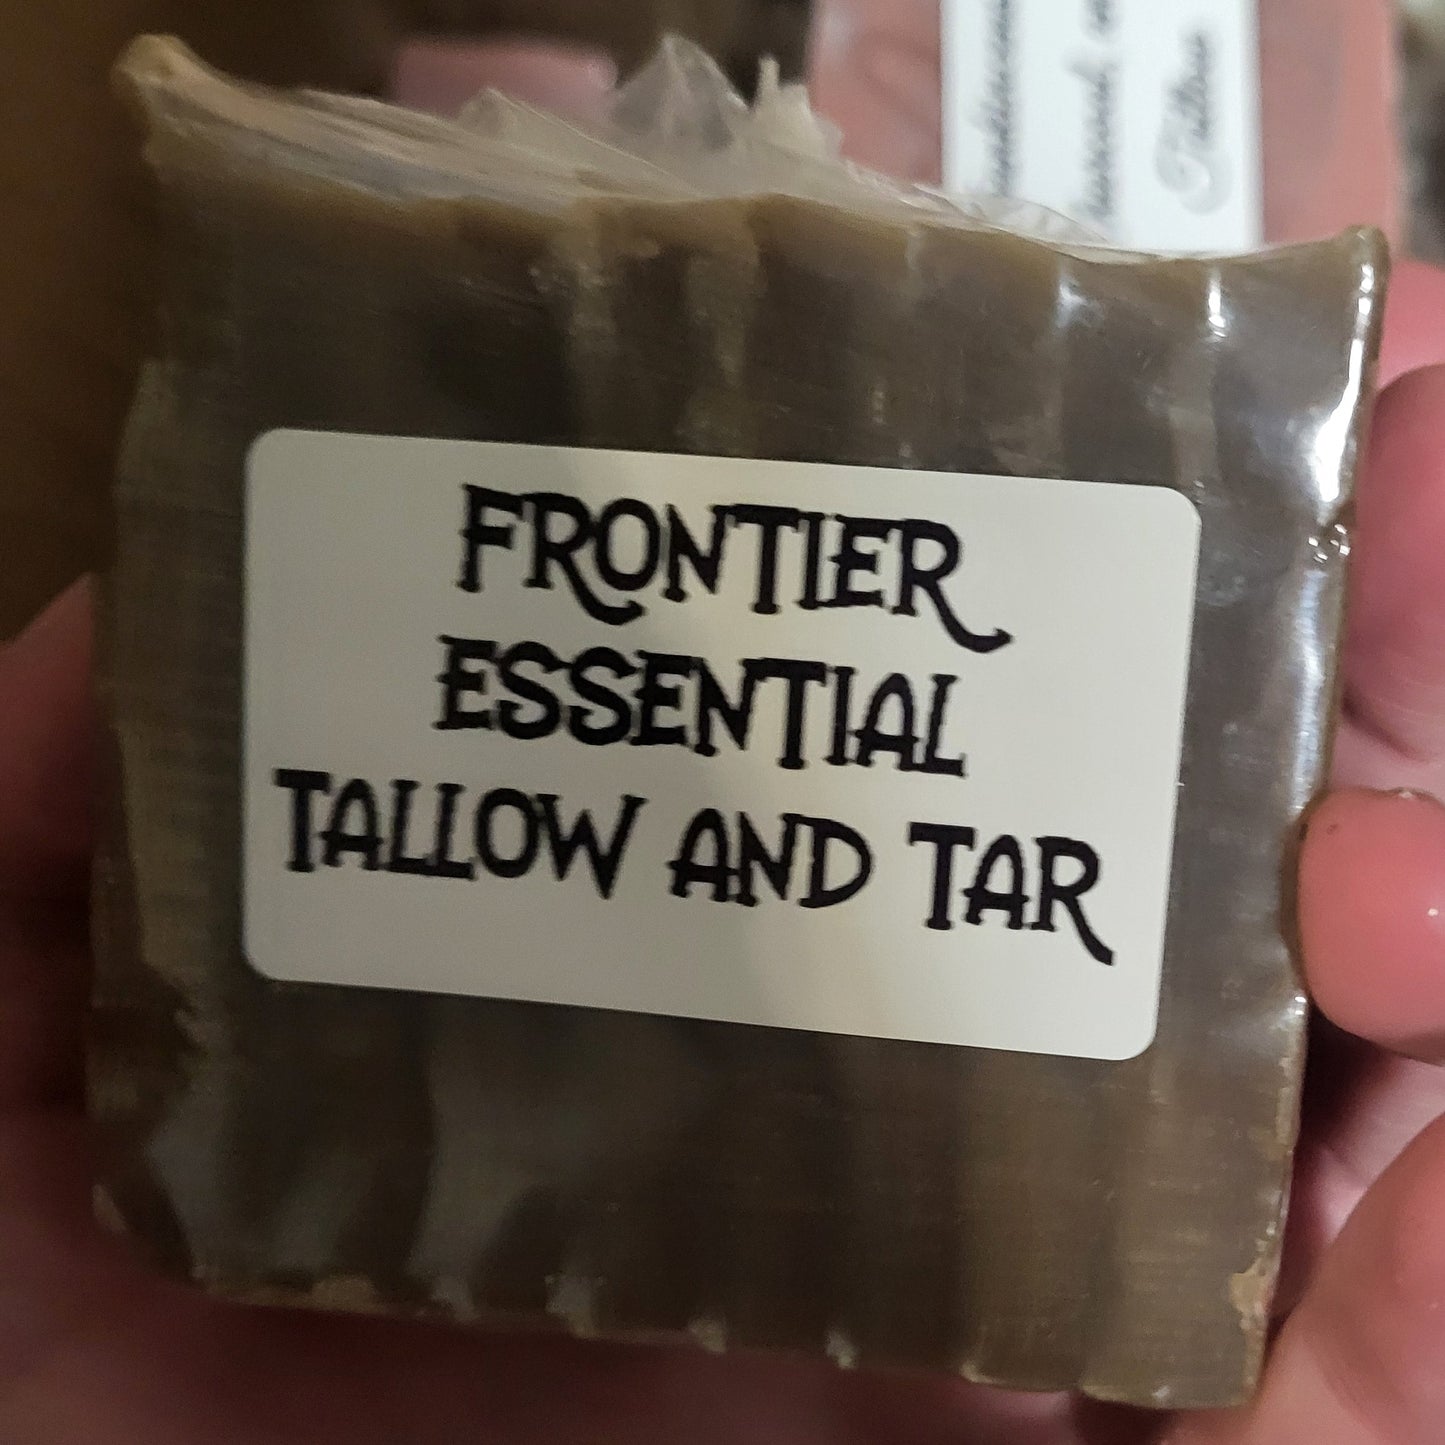 FRONTIER
ESSENTIAL
TALLOW AND TAR